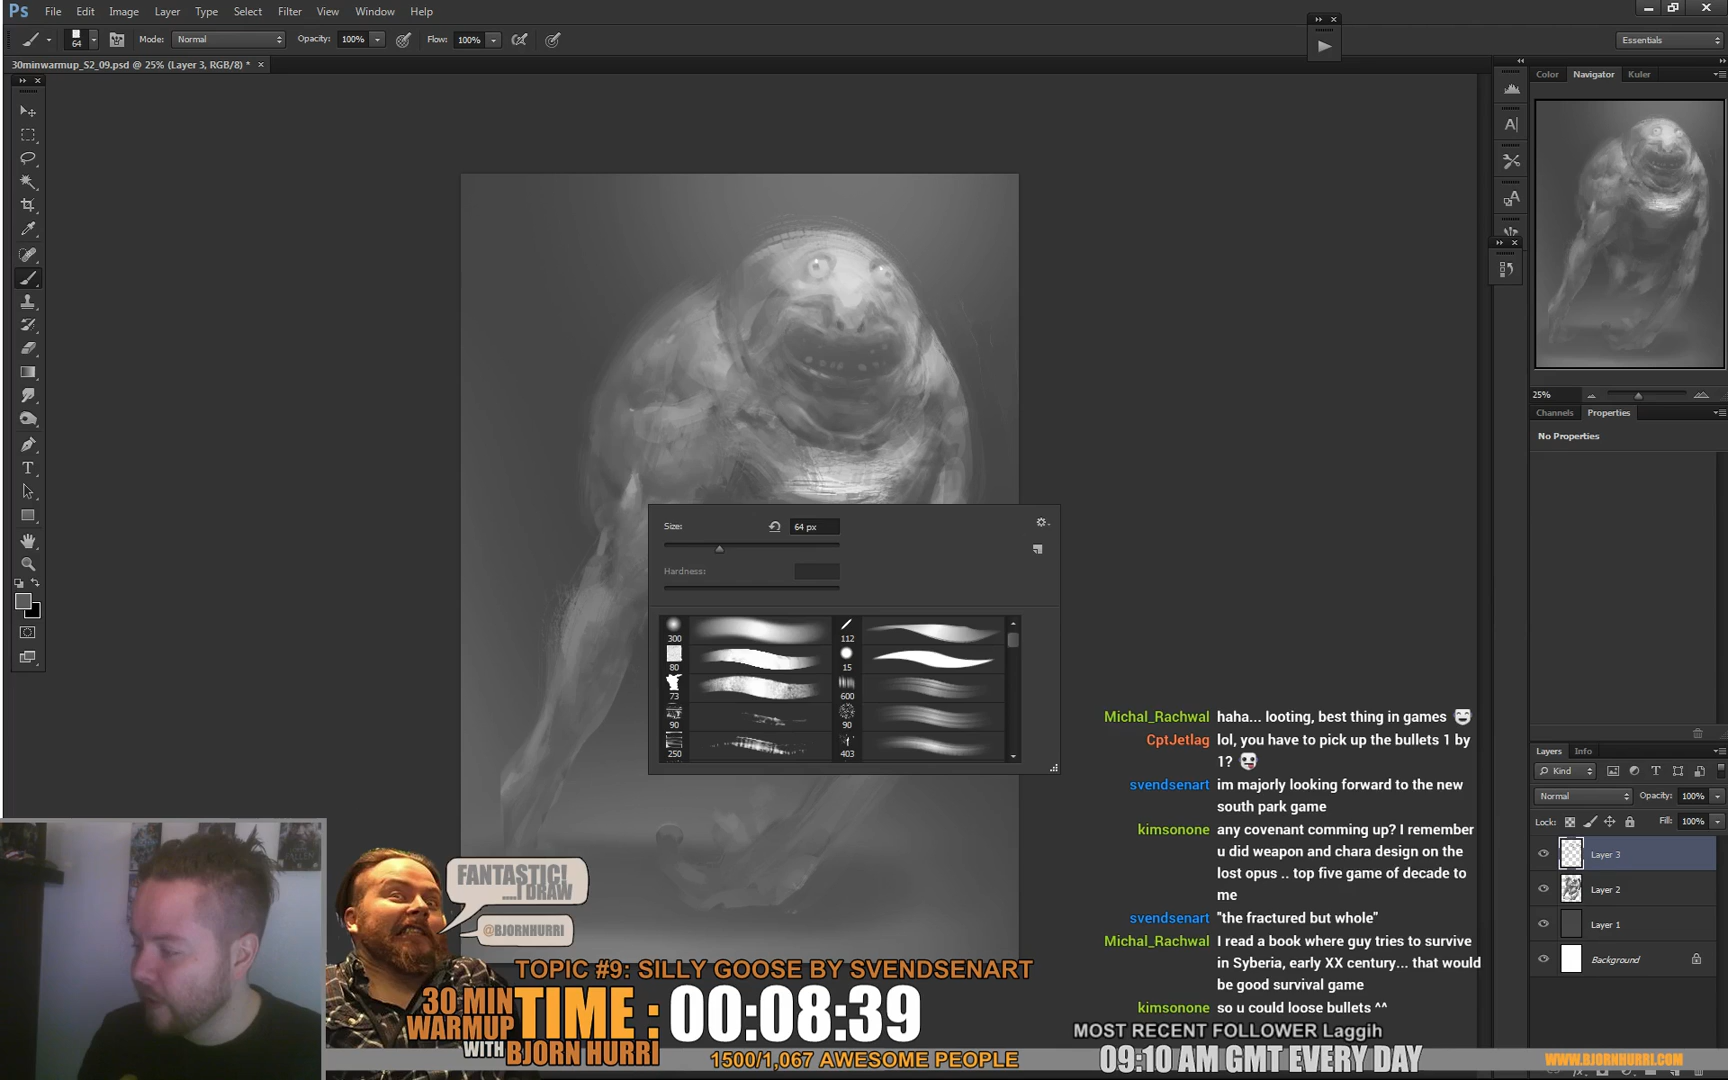 Ps File Edit Image Layer Type Select Filter View Window Help
64 Mode: Normal Opacity: 100% Flow: 100% Essentials
30minwarmup_S2_09.psd @ 25% (Layer 3, RGB/8) * ×
Color Navigator Kuler
25%
Channels Properties
No Properties
Size: 64 px
Hardness:
300 112
80 15
73 600
90 90
250 403
Layers Info
Kind
Normal Opacity: 100%
Lock: Fill: 100%
Layer 3
Layer 2
Layer 1
Background
Michal_Rachwal haha... looting, best thing in games
CptJetlag lol, you have to pick up the bullets 1 by
1?
svendsenart im majorly looking forward to the new
south park game
kimsonone any covenant comming up? I remember
u did weapon and chara design on the
lost opus .. top five game of decade to
me
svendsenart "the fractured but whole"
Michal_Rachwal I read a book where guy tries to survive
in Syberia, early XX century... that would
be good survival game
kimsonone so u could loose bullets ^^
FANTASTIC!
....I DRAW
@BJORNHURRI
TOPIC #9: SILLY GOOSE BY SVENDSENART
30 MIN
WARMUP
WITH BJORN HURRI
TIME : 00:08:39
1500/1,067 AWESOME PEOPLE
MOST RECENT FOLLOWER Laggih
09:10 AM GMT EVERY DAY
WWW.BJORNHURRI.COM